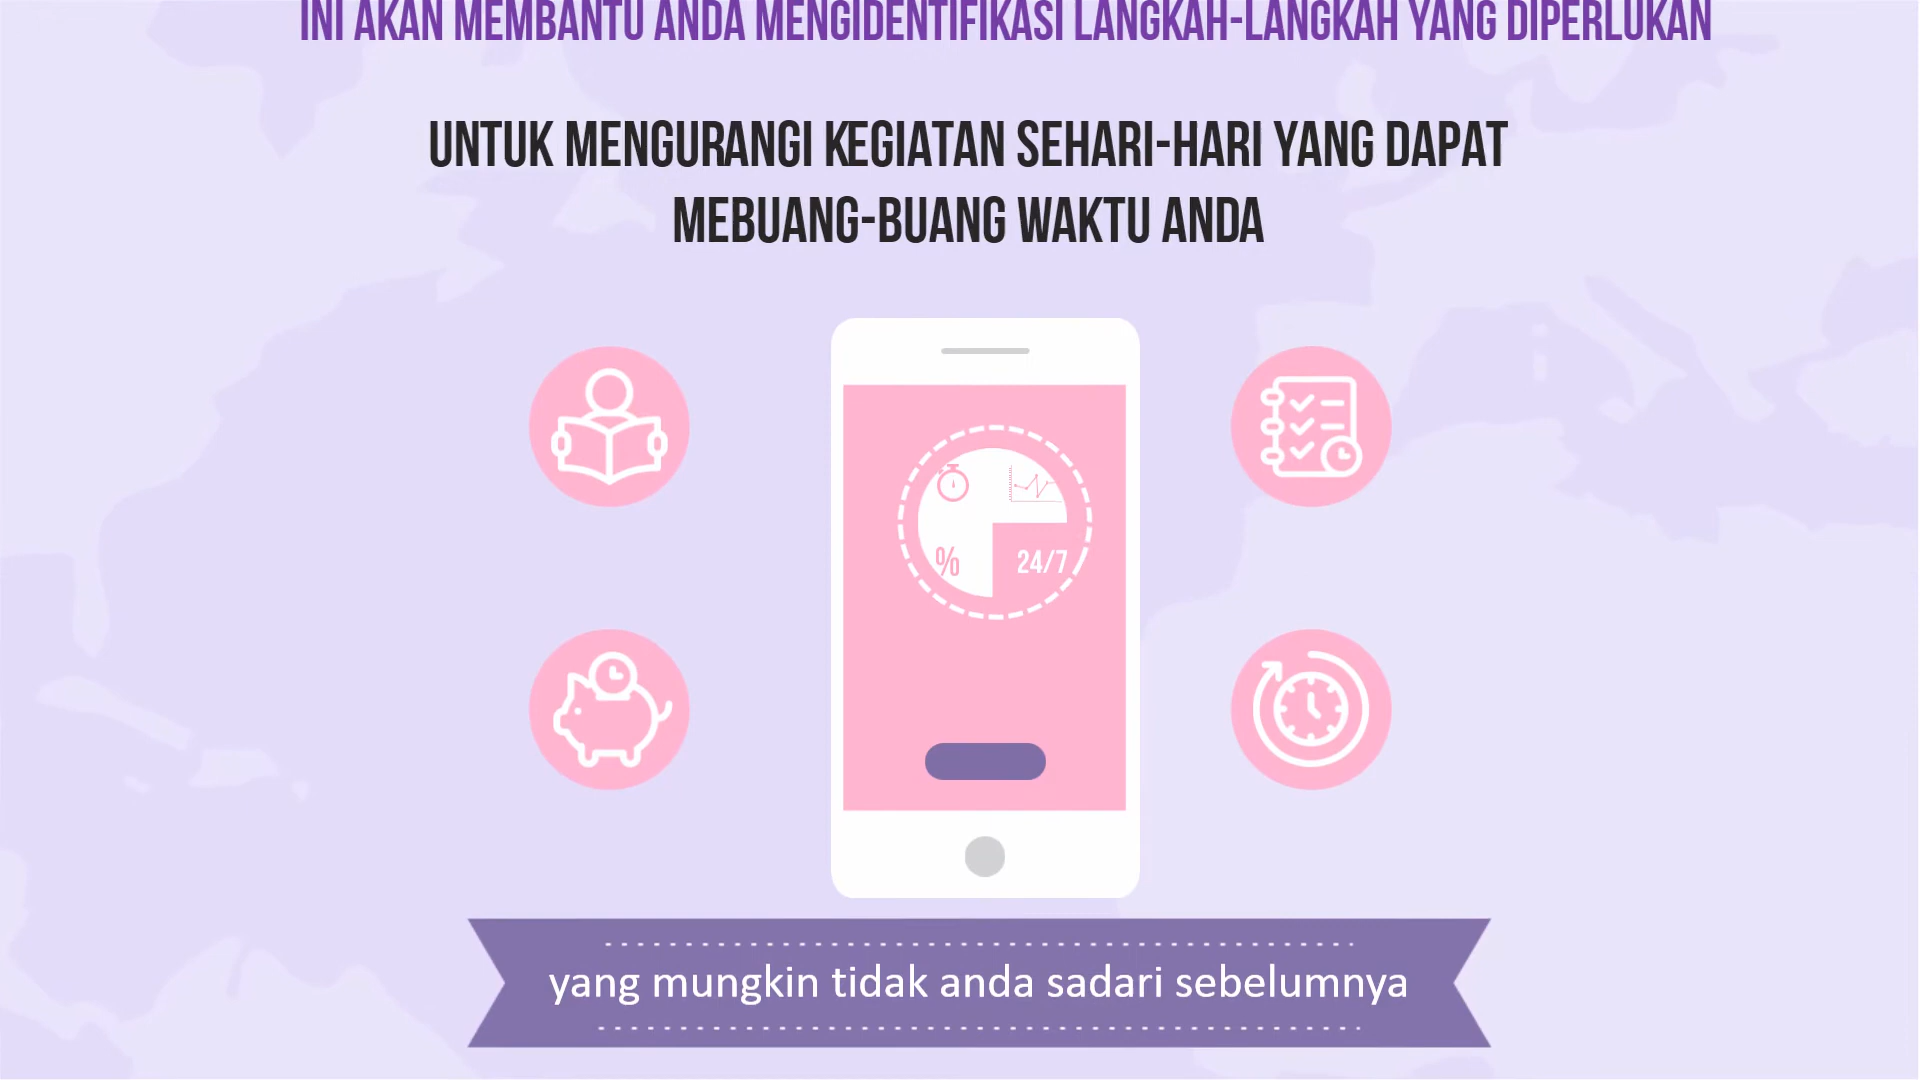 INI AKAN MEMBANTU ANDA MENGIDENTIFIKASI LANGKAH-LANGKAH YANG DIPERLUKAN
UNTUK MENGURANGI KEGIATAN SEHARI-HARI YANG DAPAT
MEBUANG-BUANG WAKTU ANDA
%
24/7
yang mungkin tidak anda sadari sebelumnya